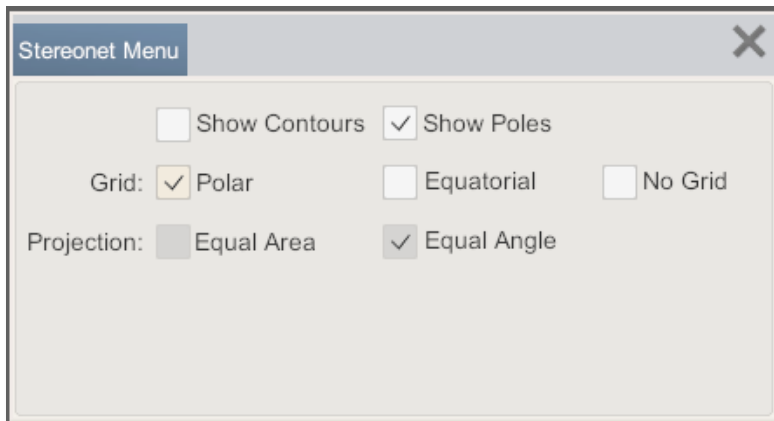 Stereonet Menu
Show Contours Show Poles
Grid: Polar Equatorial No Grid
Projection: Equal Area Equal Angle